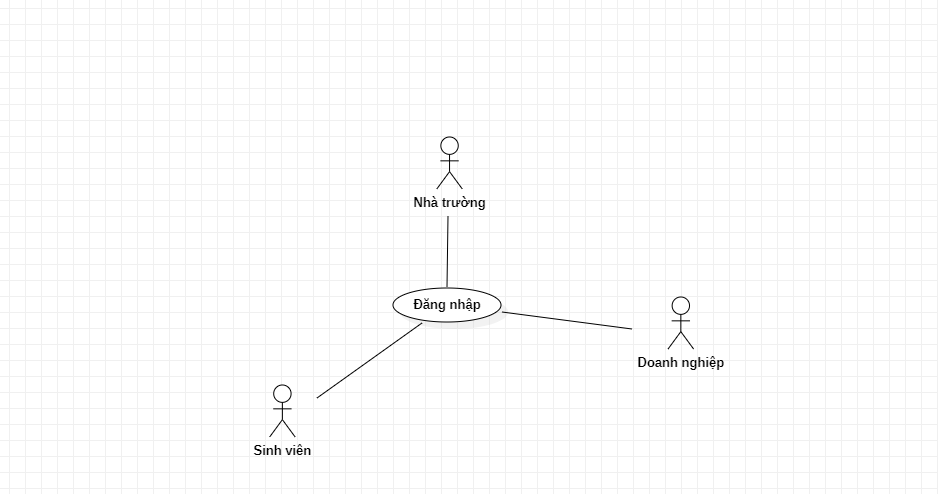 Nhà trường
Đăng nhập
Doanh nghiệp
Sinh viên